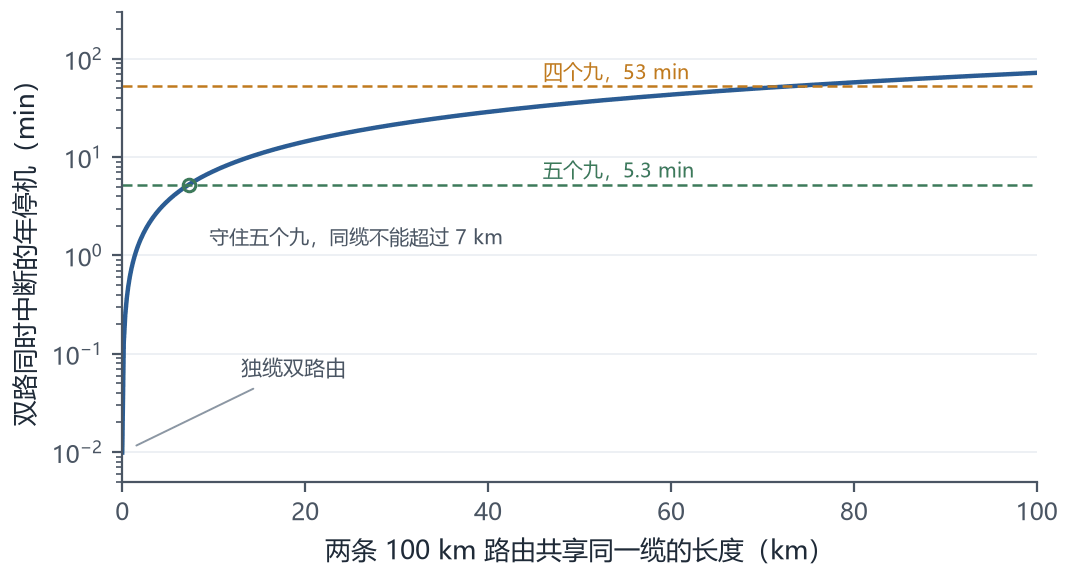 双路同时中断的年停机（min）
10²
10¹
10⁰
10⁻¹
10⁻²
四个九，53 min
五个九，5.3 min
守住五个九，同缆不能超过 7 km
独缆双路由
0 20 40 60 80 100
两条 100 km 路由共享同一缆的长度（km）